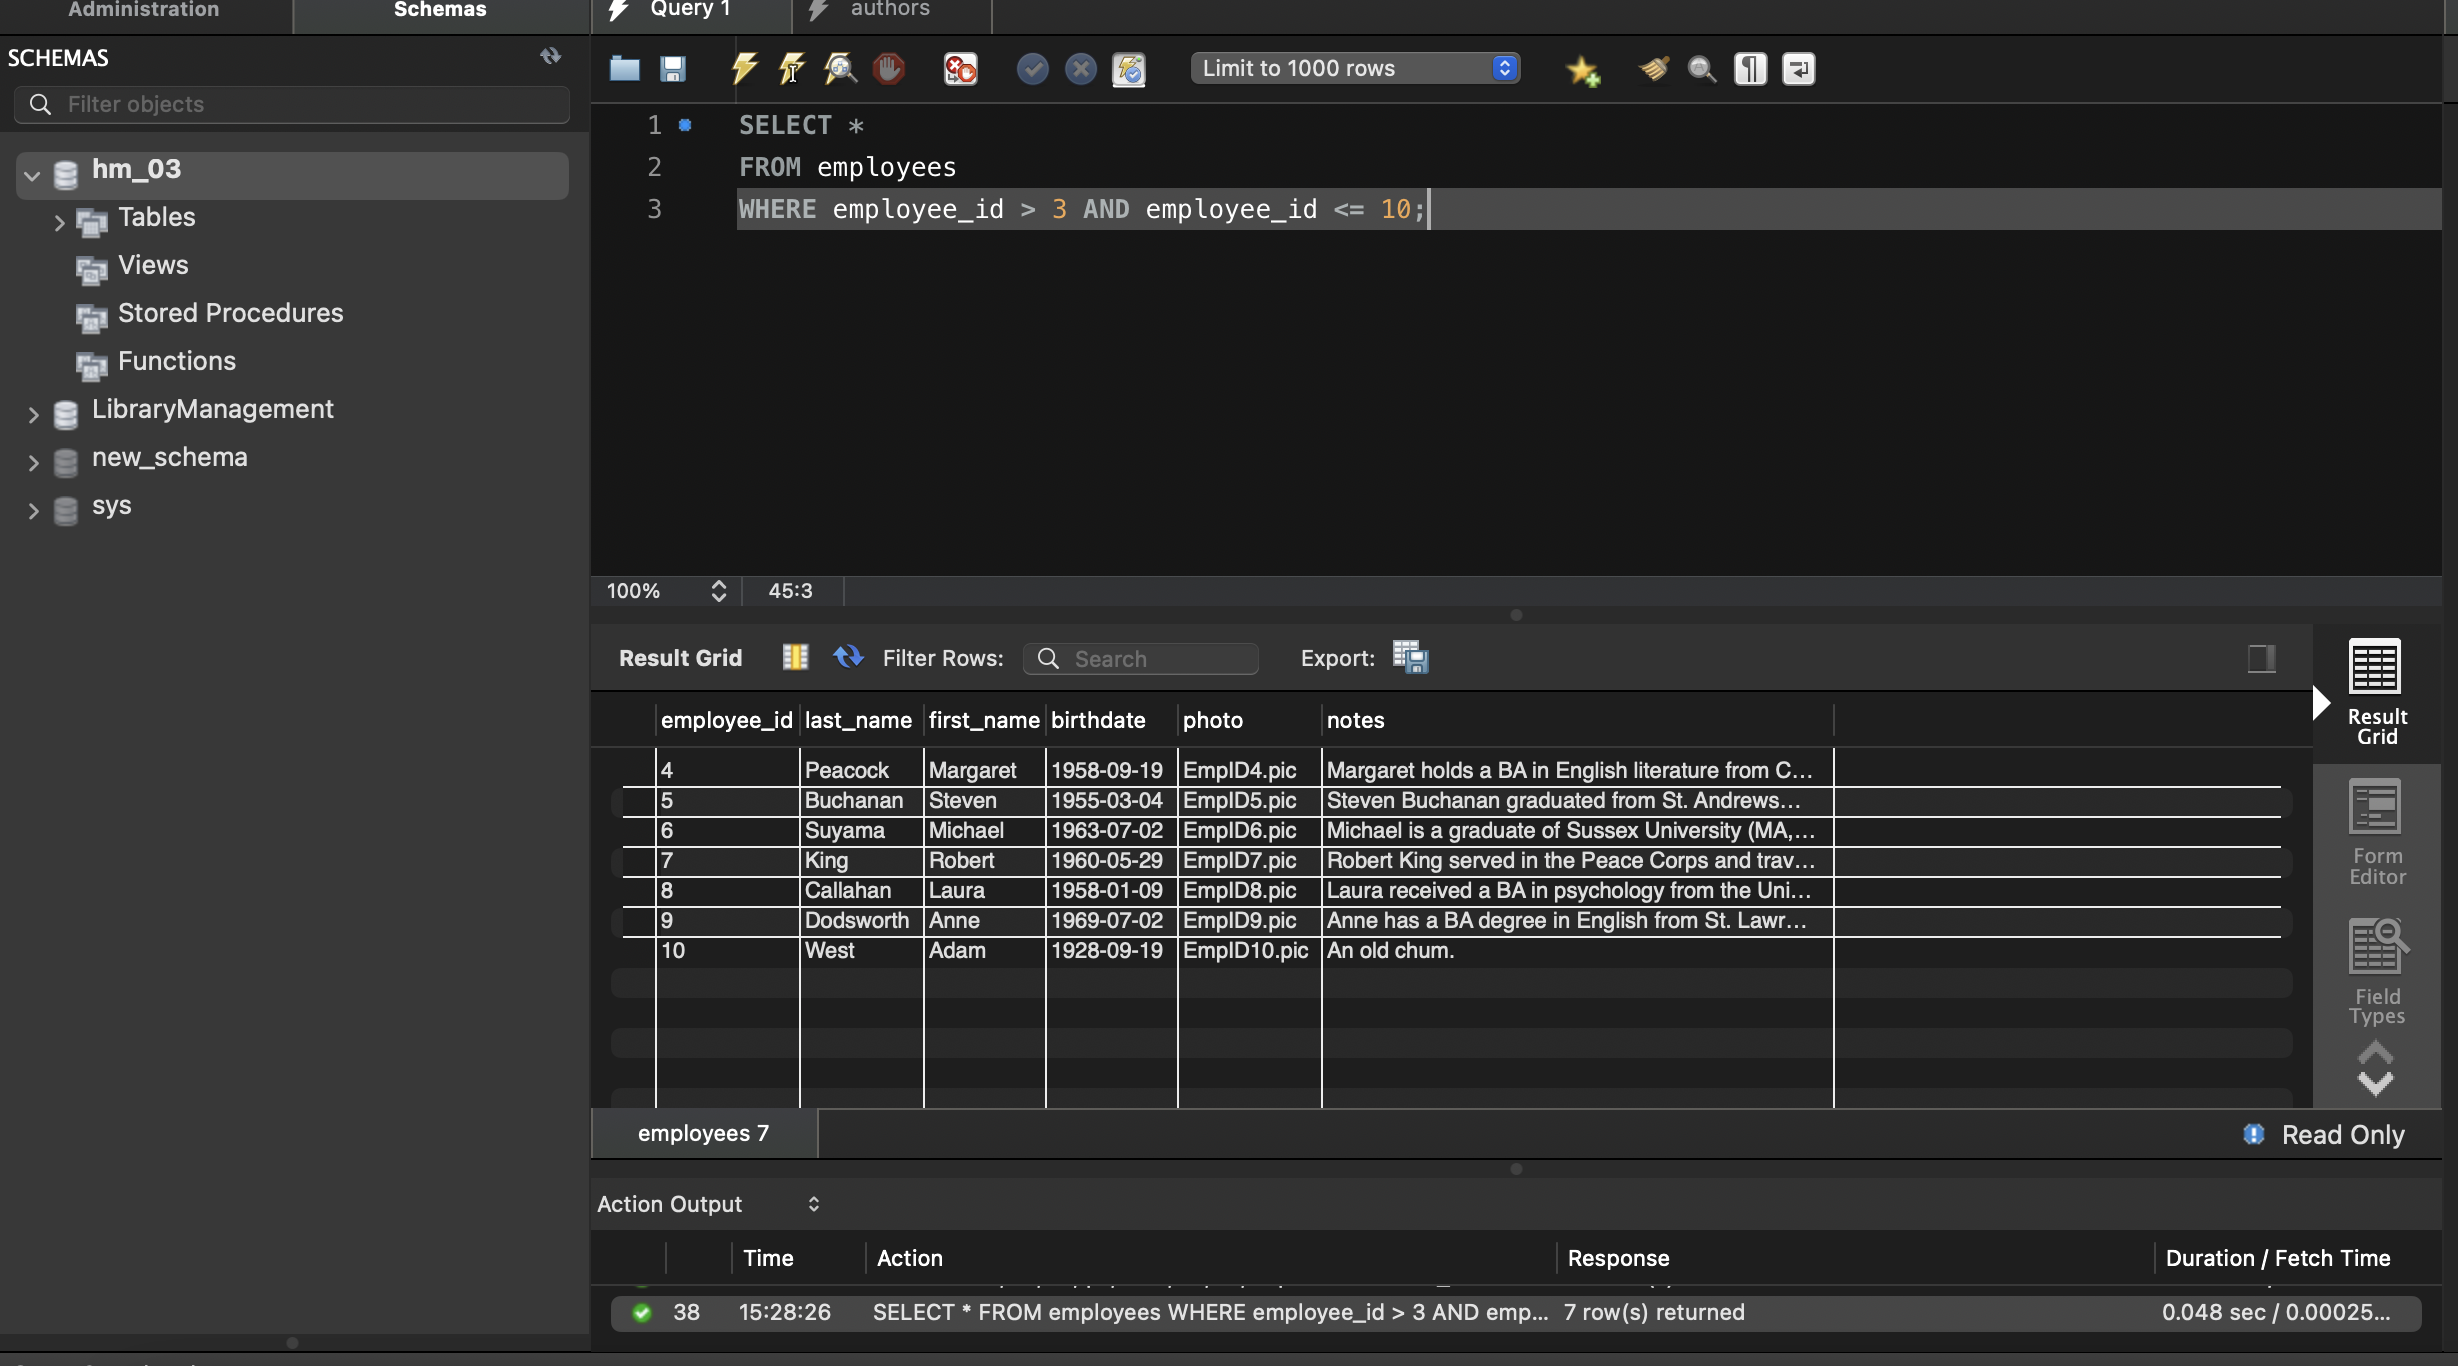 Administration
Schemas
Query 1
authors
SCHEMAS
Filter objects
hm_03
Tables
Views
Stored Procedures
Functions
LibraryManagement
new_schema
sys
Limit to 1000 rows
1 SELECT *
2 FROM employees
3 WHERE employee_id > 3 AND employee_id <= 10;
100% 45:3
Result Grid Filter Rows: Search Export:
employee_id last_name first_name birthdate photo notes
4 Peacock Margaret 1958-09-19 EmpID4.pic Margaret holds a BA in English literature from C...
5 Buchanan Steven 1955-03-04 EmpID5.pic Steven Buchanan graduated from St. Andrews...
6 Suyama Michael 1963-07-02 EmpID6.pic Michael is a graduate of Sussex University (MA,...
7 King Robert 1960-05-29 EmpID7.pic Robert King served in the Peace Corps and trav...
8 Callahan Laura 1958-01-09 EmpID8.pic Laura received a BA in psychology from the Uni...
9 Dodsworth Anne 1969-07-02 EmpID9.pic Anne has a BA degree in English from St. Lawr...
10 West Adam 1928-09-19 EmpID10.pic An old chum.
Result
Grid
Form
Editor
Field
Types
employees 7
Read Only
Action Output
Time Action Response Duration / Fetch Time
38 15:28:26 SELECT * FROM employees WHERE employee_id > 3 AND emp... 7 row(s) returned 0.048 sec / 0.00025...